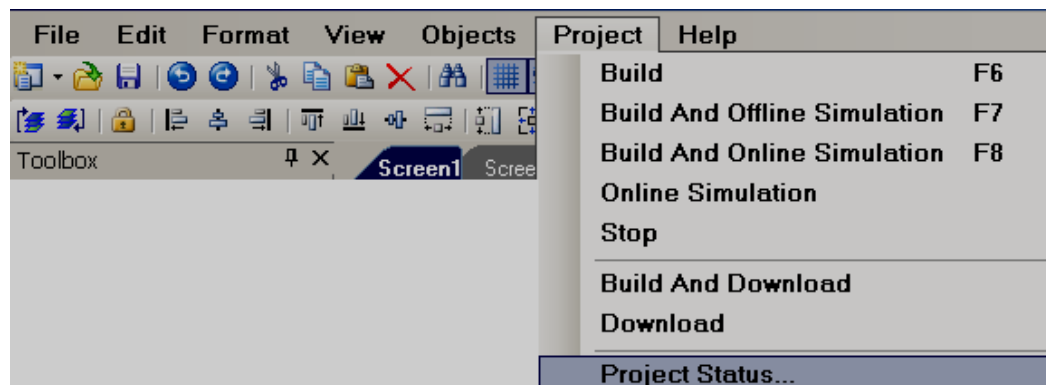 File Edit Format View Objects Project Help
Build F6
Build And Offline Simulation F7
Build And Online Simulation F8
Toolbox
Screen1 Scree
Online Simulation
Stop
Build And Download
Download
Project Status...